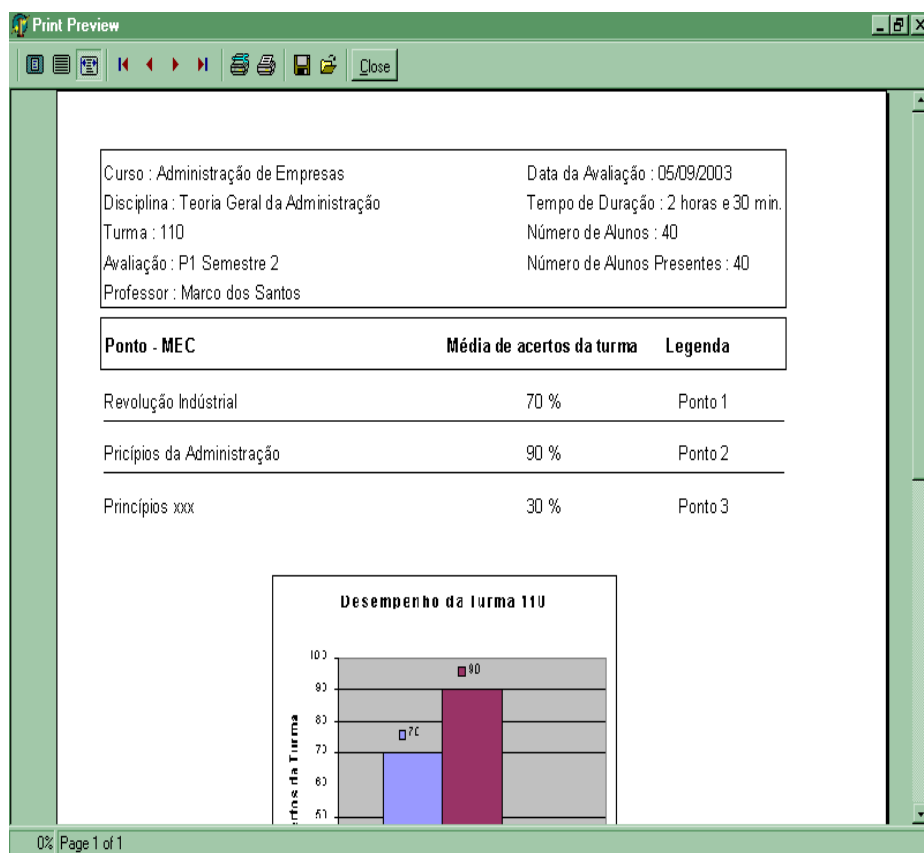 Print Preview
Close
Curso : Administração de Empresas
Data da Avaliação : 05/09/2003
Disciplina : Teoria Geral da Administração
Tempo de Duração : 2 horas e 30 min.
Turma : 110
Número de Alunos : 40
Avaliação : P1 Semestre 2
Número de Alunos Presentes : 40
Professor : Marco dos Santos
Ponto - MEC Média de acertos da turma Legenda
Revolução Indústrial 70 % Ponto 1
Pricípios da Administração 90 % Ponto 2
Princípios xxx 30 % Ponto 3
Desempenho da Turma 110
100
90
90
80
70
70
60
50
da Turma
0% Page 1 of 1